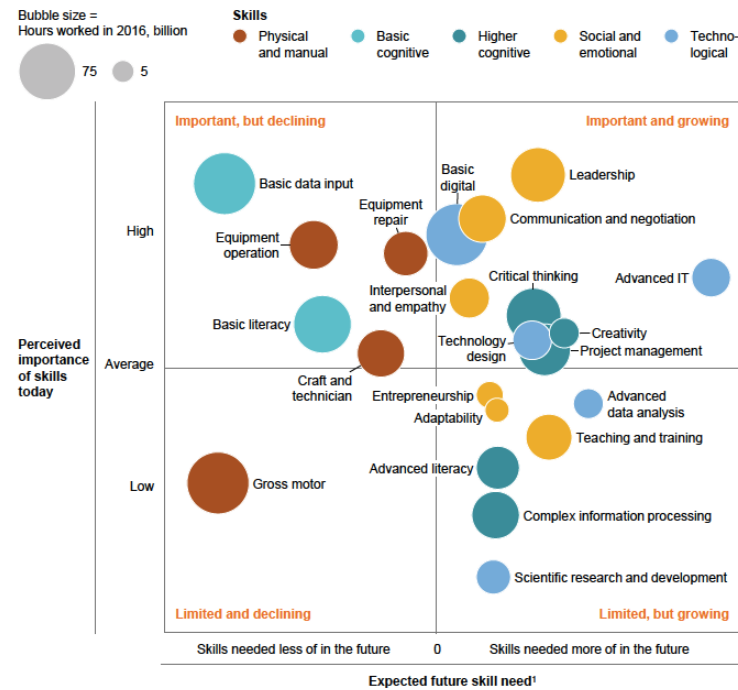 Bubble size =
Hours worked in 2016, billion
75
5
Skills
Physical
and manual
Basic
cognitive
Higher
cognitive
Social and
emotional
Techno-
logical
Important, but declining
Important and growing
Perceived
importance
of skills
today
High
Average
Low
Basic data input
Equipment
repair
Equipment
operation
Basic literacy
Craft and
technician
Gross motor
Basic
digital
Leadership
Communication and negotiation
Interpersonal
and empathy
Critical thinking
Advanced IT
Technology
design
Creativity
Project management
Entrepreneurship
Adaptability
Advanced
data analysis
Teaching and training
Advanced literacy
Complex information processing
Scientific research and development
Limited and declining
Limited, but growing
Skills needed less of in the future
0
Skills needed more of in the future
Expected future skill need¹